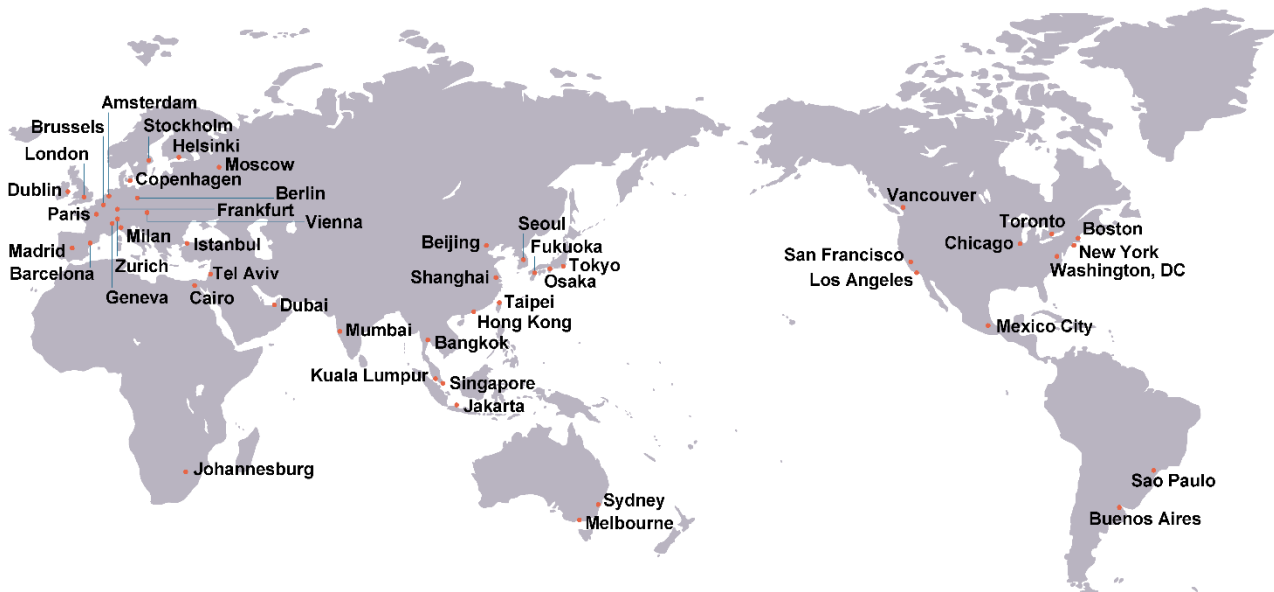 Amsterdam
Brussels
Stockholm
London
Helsinki
Moscow
Copenhagen
Dublin
Berlin
Paris
Frankfurt
Vienna
Milan
Istanbul
Madrid
Barcelona
Zurich
Tel Aviv
Geneva
Cairo
Dubai
Mumbai
Seoul
Beijing
Fukuoka
Tokyo
Shanghai
Osaka
Taipei
Hong Kong
Bangkok
Kuala Lumpur
Singapore
Jakarta
Johannesburg
Sydney
Melbourne
Vancouver
Toronto
Boston
Chicago
New York
San Francisco
Washington, DC
Los Angeles
Mexico City
Sao Paulo
Buenos Aires